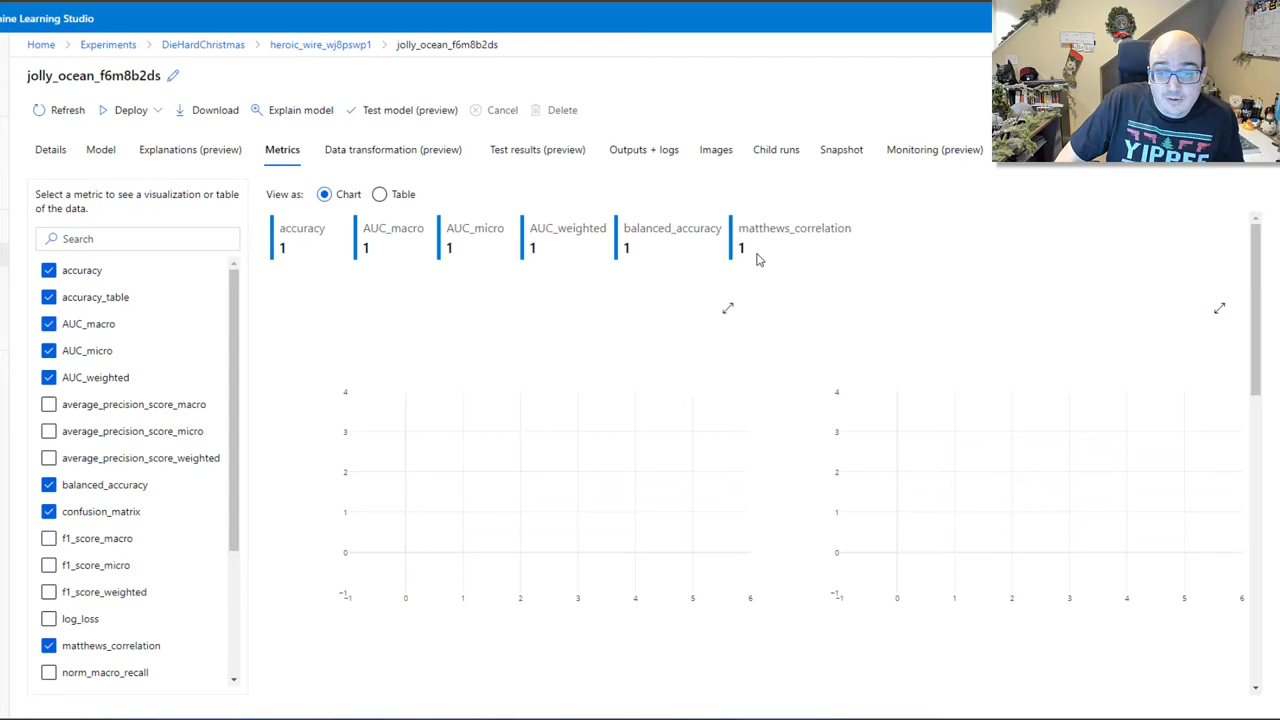 hine Learning Studio
Home > Experiments > DieHardChristmas > heroic_wire_wj8pswp1 > jolly_ocean_f6m8b2ds
jolly_ocean_f6m8b2ds
Refresh Deploy Download Explain model Test model (preview) Cancel Delete
Details Model Explanations (preview) Metrics Data transformation (preview) Test results (preview) Outputs + logs Images Child runs Snapshot Monitoring (preview)
YIPPEE
Select a metric to see a visualization or table
of the data.
Search
accuracy
accuracy_table
AUC_macro
AUC_micro
AUC_weighted
average_precision_score_macro
average_precision_score_micro
average_precision_score_weighted
balanced_accuracy
confusion_matrix
f1_score_macro
f1_score_micro
f1_score_weighted
log_loss
matthews_correlation
norm_macro_recall
View as: Chart Table
accuracy AUC_macro AUC_micro AUC_weighted balanced_accuracy matthews_correlation
1 1 1 1 1 1
4
3
2
1
0
−1
−1 0 1 2 3 4 5 6
4
3
2
1
0
−1
−1 0 1 2 3 4 5 6